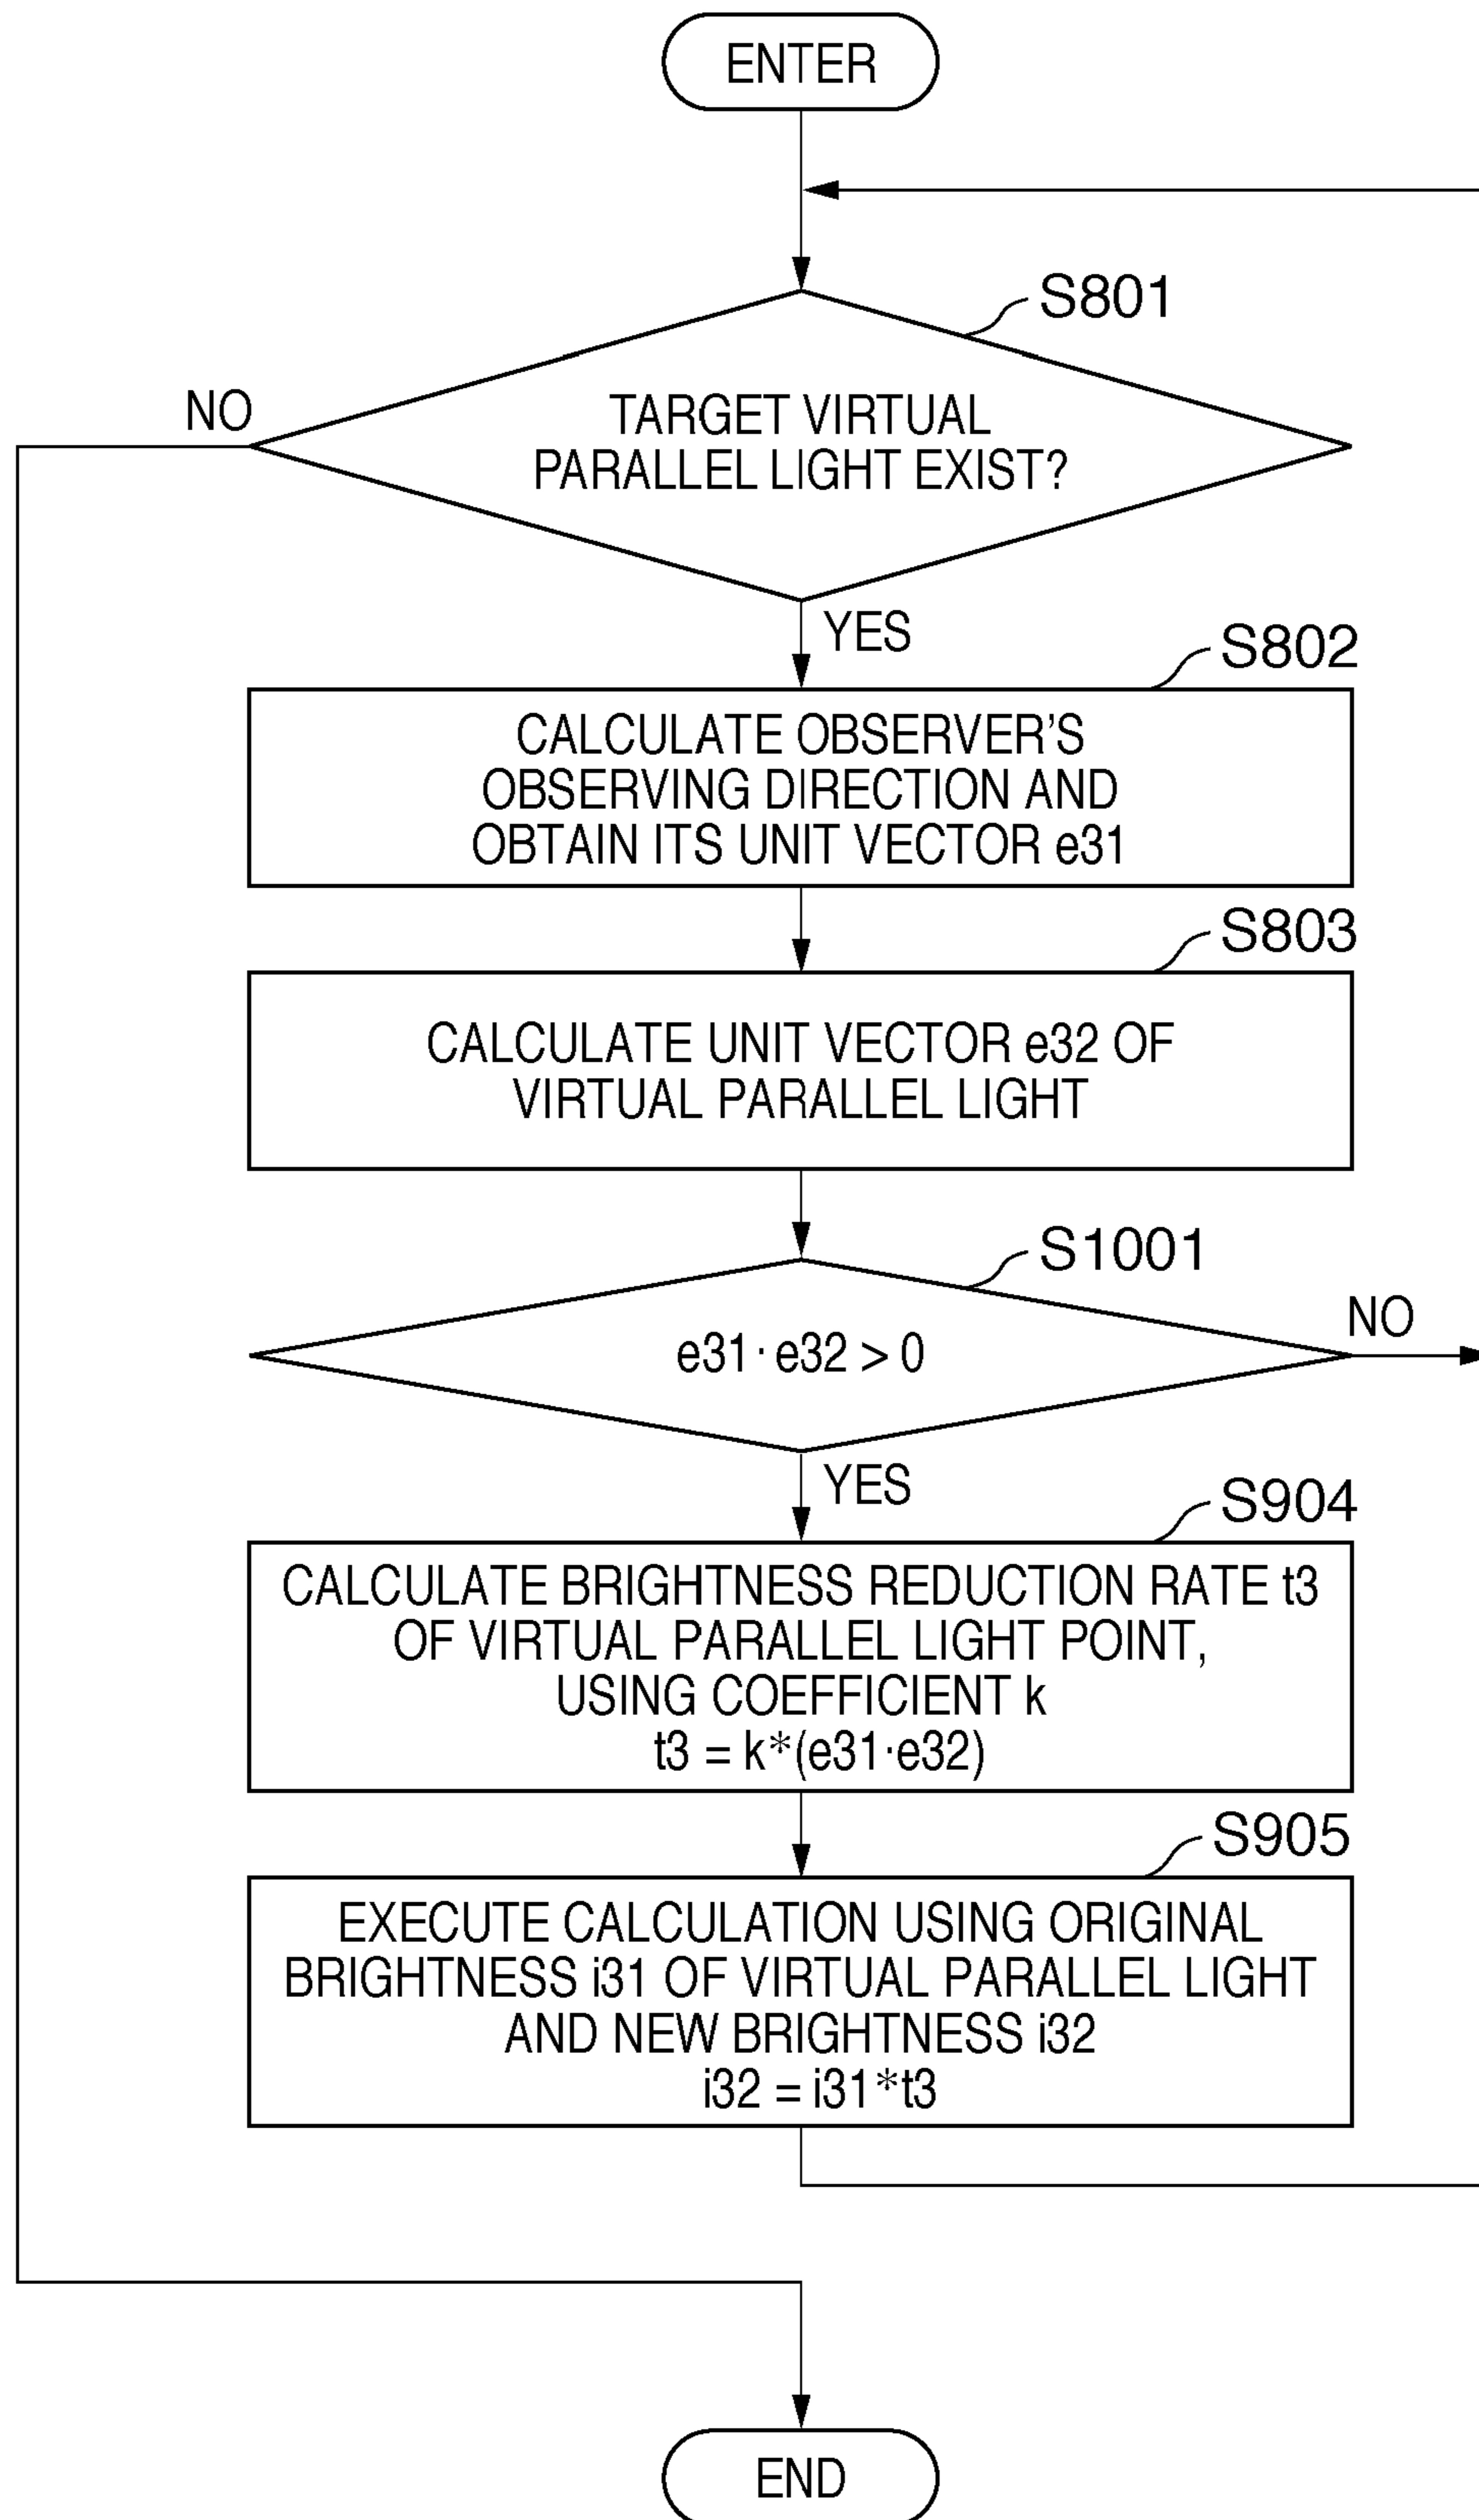 ENTER
S801
NO
TARGET VIRTUAL
PARALLEL LIGHT EXIST?
YES
S802
CALCULATE OBSERVER'S
OBSERVING DIRECTION AND
OBTAIN ITS UNIT VECTOR e31
S803
CALCULATE UNIT VECTOR e32 OF
VIRTUAL PARALLEL LIGHT
S1001
e31·e32 > 0
NO
YES
S904
CALCULATE BRIGHTNESS REDUCTION RATE t3
OF VIRTUAL PARALLEL LIGHT POINT,
USING COEFFICIENT k
t3 = k*(e31·e32)
S905
EXECUTE CALCULATION USING ORIGINAL
BRIGHTNESS i31 OF VIRTUAL PARALLEL LIGHT
AND NEW BRIGHTNESS i32
i32 = i31*t3
END